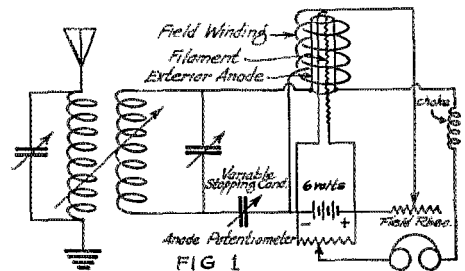 Field Winding
Filament
Exterior Anode
Choke
Variable
Stopping Cond.
6 volts
- +
Field Rheo.
Anode Potentiometer
FIG 1